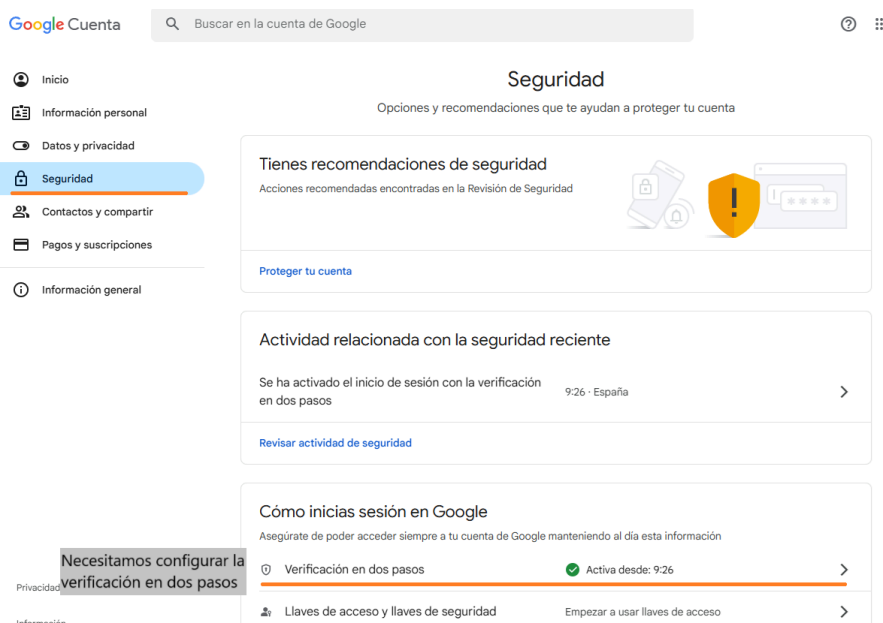 Google Cuenta
Buscar en la cuenta de Google
Inicio
Información personal
Datos y privacidad
Seguridad
Contactos y compartir
Pagos y suscripciones
Información general
Seguridad
Opciones y recomendaciones que te ayudan a proteger tu cuenta
Tienes recomendaciones de seguridad
Acciones recomendadas encontradas en la Revisión de Seguridad
Proteger tu cuenta
Actividad relacionada con la seguridad reciente
Se ha activado el inicio de sesión con la verificación
en dos pasos
9:26 · España
Revisar actividad de seguridad
Cómo inicias sesión en Google
Asegúrate de poder acceder siempre a tu cuenta de Google manteniendo al día esta información
Verificación en dos pasos
Activa desde: 9:26
Llaves de acceso y llaves de seguridad
Empezar a usar llaves de acceso
Necesitamos configurar la
verificación en dos pasos
Privacidad
Información